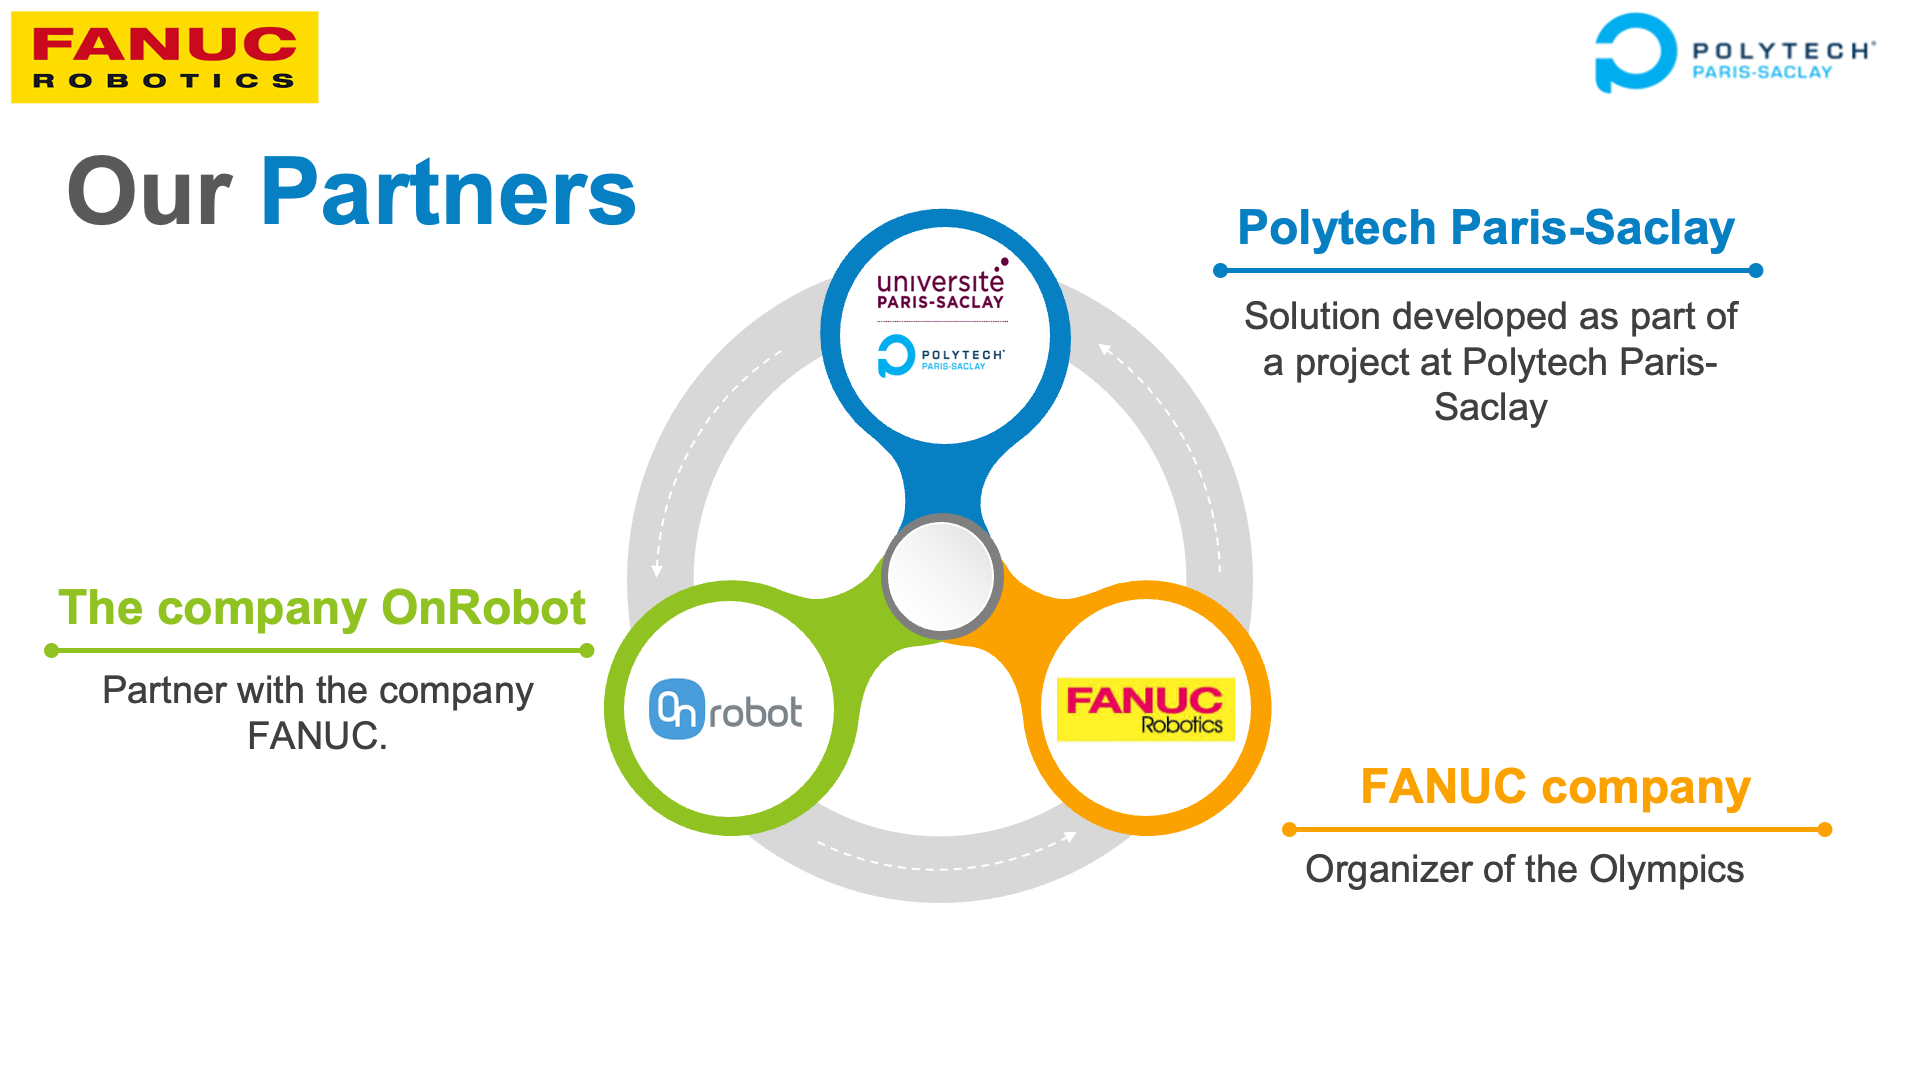 FANUC
ROBOTICS
POLYTECH
PARIS-SACLAY
Our Partners
université
PARIS-SACLAY
POLYTECH
PARIS-SACLAY
Polytech Paris-Saclay
Solution developed as part of
a project at Polytech Paris-
Saclay
The company OnRobot
Partner with the company
FANUC.
On robot
FANUC
Robotics
FANUC company
Organizer of the Olympics